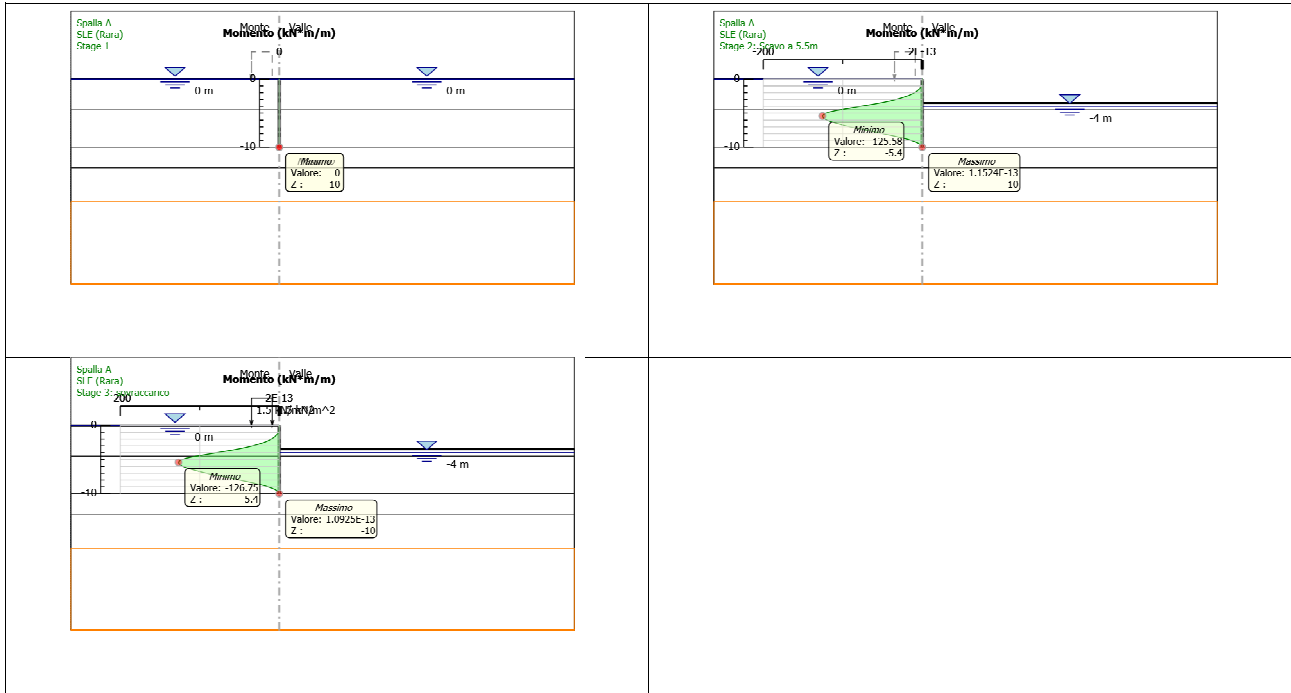 Spalla A
SLE (Rara)
Stage 1
Monte Valle
Momento (kN*m/m)
0
0
0 m
0 m
-10
Valore: 0
Z : 10
Spalla A
SLE (Rara)
Stage 2: Scavo a 5.5m
Monte Valle
Momento (kN*m/m)
-200
0
0 m
-4 m
-10
Minimo
Valore: 125.58
Z : -5.4
Massimo
Valore: 1.1524E-13
Z : 10
Spalla A
SLE (Rara)
Stage 3: sovraccarico
Monte Valle
Momento (kN*m/m)
200
2E 13
0
0 m
-4 m
-10
Minimo
Valore: -126.75
Z : 5.4
Massimo
Valore: 1.0925E-13
Z : -10